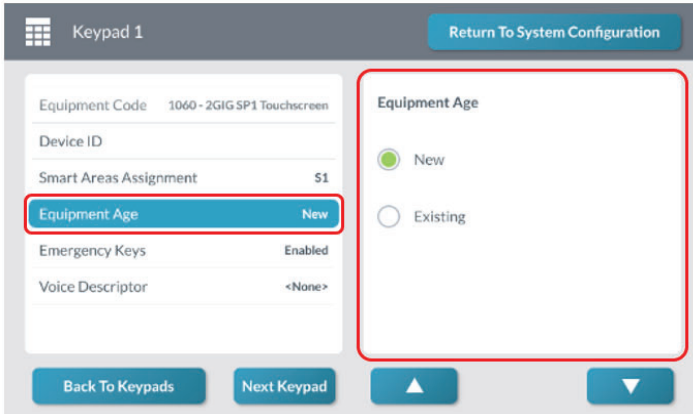 Keypad 1
Return To System Configuration
Equipment Code 1060 - 2GIG SP1 Touchscreen
Device ID
Smart Areas Assignment S1
Equipment Age New
Emergency Keys Enabled
Voice Descriptor <None>
Equipment Age
New
Existing
Back To Keypads
Next Keypad